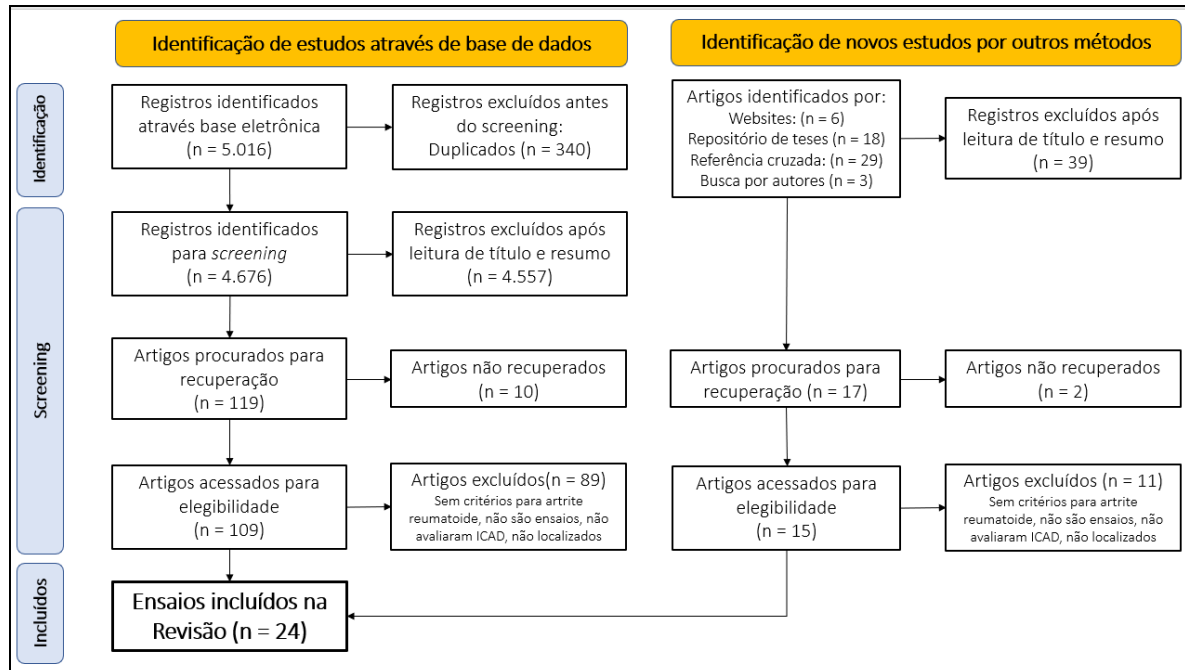 Identificação de estudos através de base de dados
Identificação de novos estudos por outros métodos
Identificação
Registros identificados
através base eletrônica
(n = 5.016)
Registros excluídos antes
do screening:
Duplicados (n = 340)
Artigos identificados por:
Websites: (n = 6)
Repositório de teses (n = 18)
Referência cruzada: (n = 29)
Busca por autores (n = 3)
Registros excluídos após
leitura de título e resumo
(n = 39)
Screening
Registros identificados
para screening
(n = 4.676)
Registros excluídos após
leitura de título e resumo
(n = 4.557)
Artigos procurados para
recuperação
(n = 119)
Artigos não recuperados
(n = 10)
Artigos procurados para
recuperação (n = 17)
Artigos não recuperados
(n = 2)
Artigos acessados para
elegibilidade
(n = 109)
Artigos excluídos(n = 89)
Sem critérios para artrite
reumatoide, não são ensaios, não
avaliaram ICAD, não localizados
Artigos acessados para
elegibilidade
(n = 15)
Artigos excluídos (n = 11)
Sem critérios para artrite
reumatoide, não são ensaios, não
avaliaram ICAD, não localizados
Incluídos
Ensaios incluídos na
Revisão (n = 24)